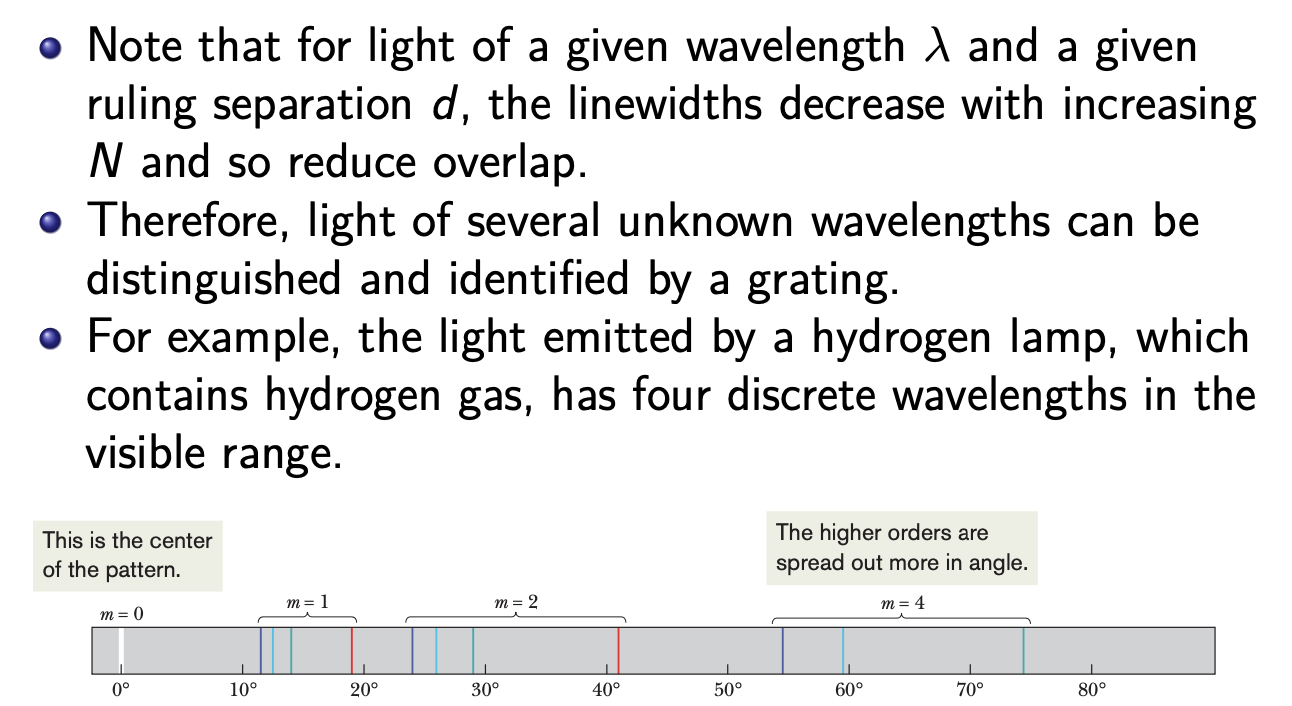 Note that for light of a given wavelength λ and a given
ruling separation d, the linewidths decrease with increasing
N and so reduce overlap.
Therefore, light of several unknown wavelengths can be
distinguished and identified by a grating.
For example, the light emitted by a hydrogen lamp, which
contains hydrogen gas, has four discrete wavelengths in the
visible range.
This is the center
of the pattern.
The higher orders are
spread out more in angle.
m = 0
m = 1
m = 2
m = 4
0°
10°
20°
30°
40°
50°
60°
70°
80°